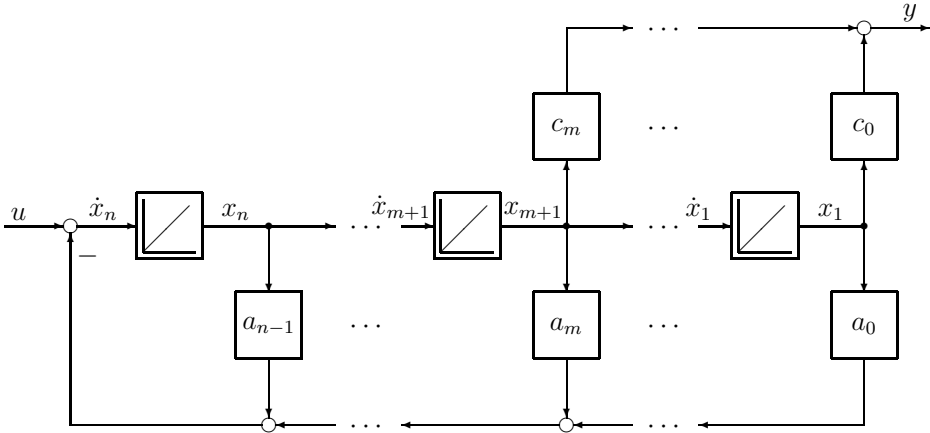 … y
c_m … c_0
u ẋ_n x_n … ẋ_{m+1} x_{m+1} … ẋ_1 x_1
−
a_{n−1} … a_m … a_0
… …